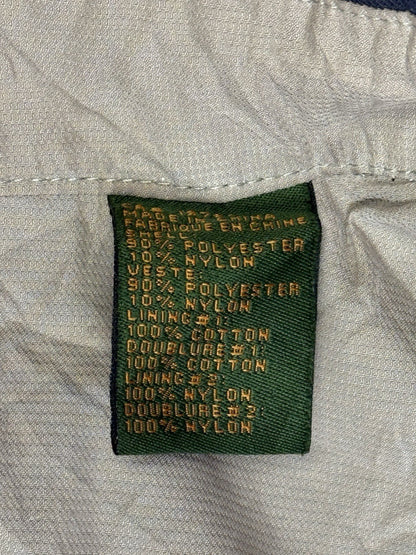 MADE IN CHINA
FABRIQUE EN CHINE
SHELL:
90% POLYESTER
10% NYLON
VESTE:
90% POLYESTER
10% NYLON
LINING #1:
100% COTTON
DOUBLURE #1:
100% COTTON
LINING #2:
100% NYLON
DOUBLURE #2:
100% NYLON